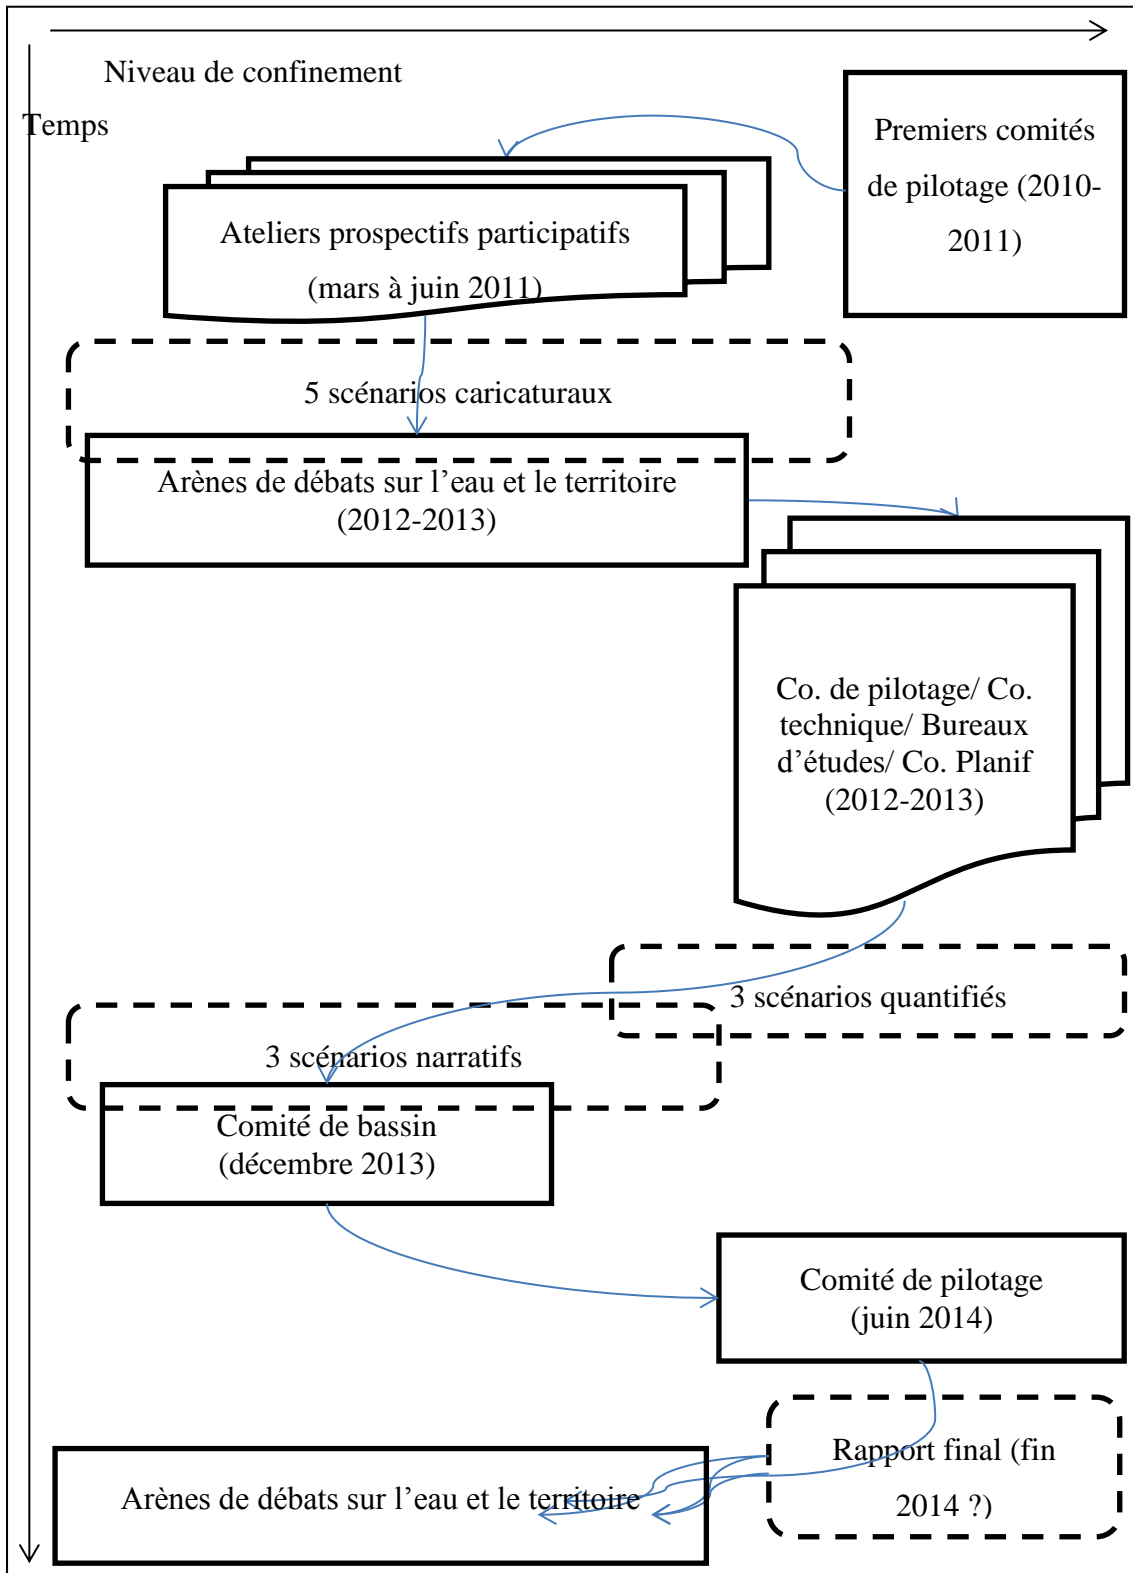 Niveau de confinement
Temps
Premiers comités
de pilotage (2010-
2011)
Ateliers prospectifs participatifs
(mars à juin 2011)
5 scénarios caricaturaux
Arènes de débats sur l’eau et le territoire
(2012-2013)
Co. de pilotage/ Co.
technique/ Bureaux
d’études/ Co. Planif
(2012-2013)
3 scénarios quantifiés
3 scénarios narratifs
Comité de bassin
(décembre 2013)
Comité de pilotage
(juin 2014)
Rapport final (fin
2014 ?)
Arènes de débats sur l’eau et le territoire